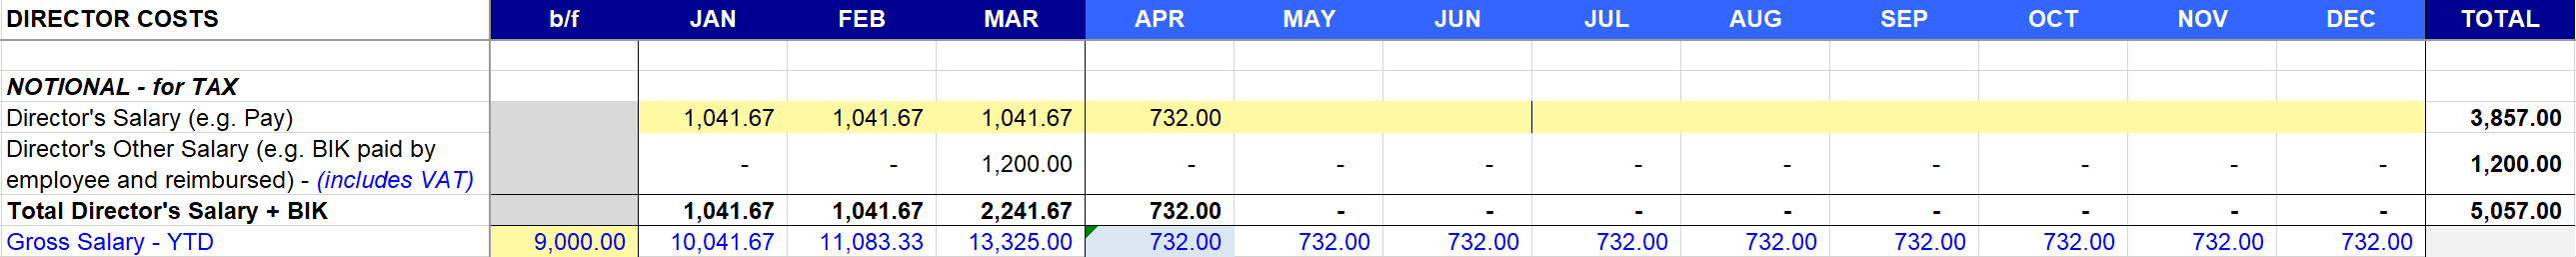 DIRECTOR COSTS b/f JAN FEB MAR APR MAY JUN JUL AUG SEP OCT NOV DEC TOTAL
NOTIONAL - for TAX
Director's Salary (e.g. Pay) 1,041.67 1,041.67 1,041.67 732.00 3,857.00
Director's Other Salary (e.g. BIK paid by
employee and reimbursed) - (includes VAT) - - 1,200.00 - - - - - - - - - 1,200.00
Total Director's Salary + BIK 1,041.67 1,041.67 2,241.67 732.00 - - - - - - - - 5,057.00
Gross Salary - YTD 9,000.00 10,041.67 11,083.33 13,325.00 732.00 732.00 732.00 732.00 732.00 732.00 732.00 732.00 732.00